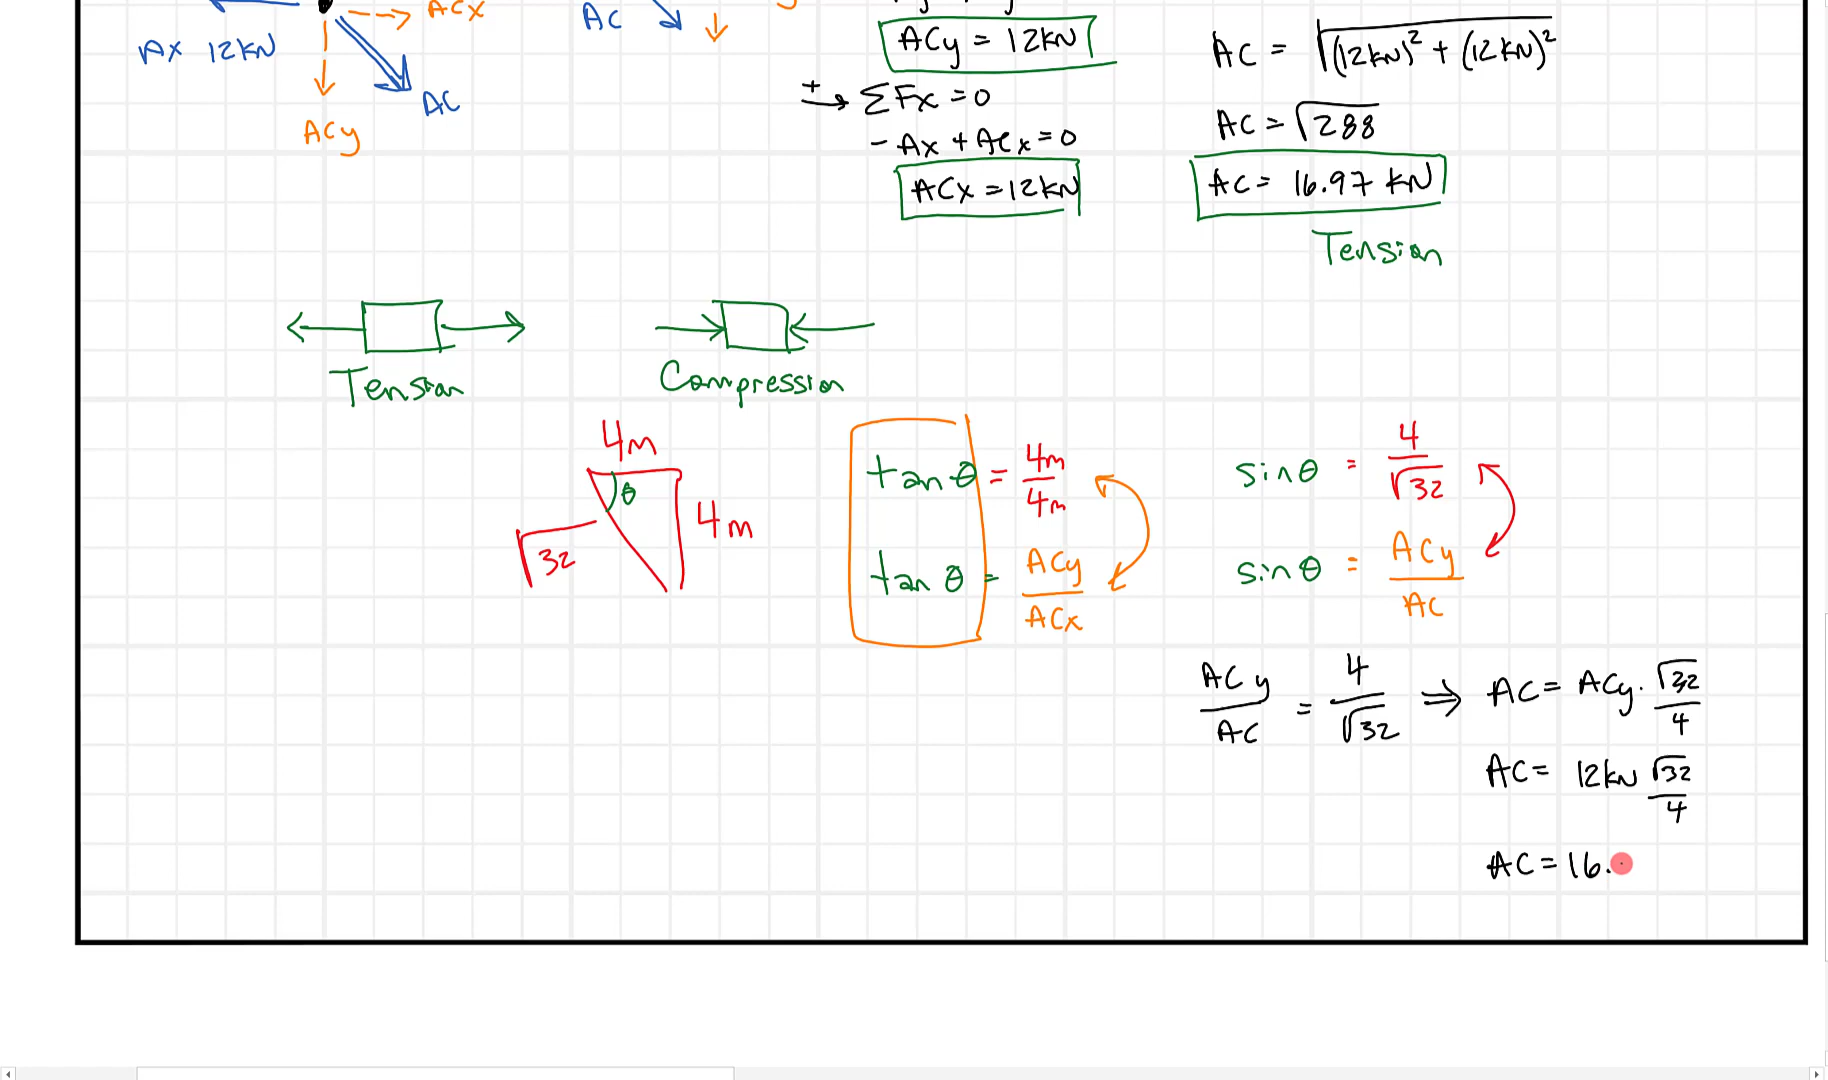 ACx
Ax 12kN
AC
ACy
AC
ACy = 12kN
+→ ΣFx = 0
- Ax + ACx = 0
ACx = 12kN
AC = √(12kN)² + (12kN)²
AC = √288
AC = 16.97 kN
Tension
Tension
Compression
4m
θ
4m
√32
tan θ = 4m/4m
tan θ = ACy/ACx
sin θ = 4/√32
sin θ = ACy/AC
ACy/AC = 4/√32 ⇒ AC = ACy · √32/4
AC = 12kN √32/4
AC = 16.